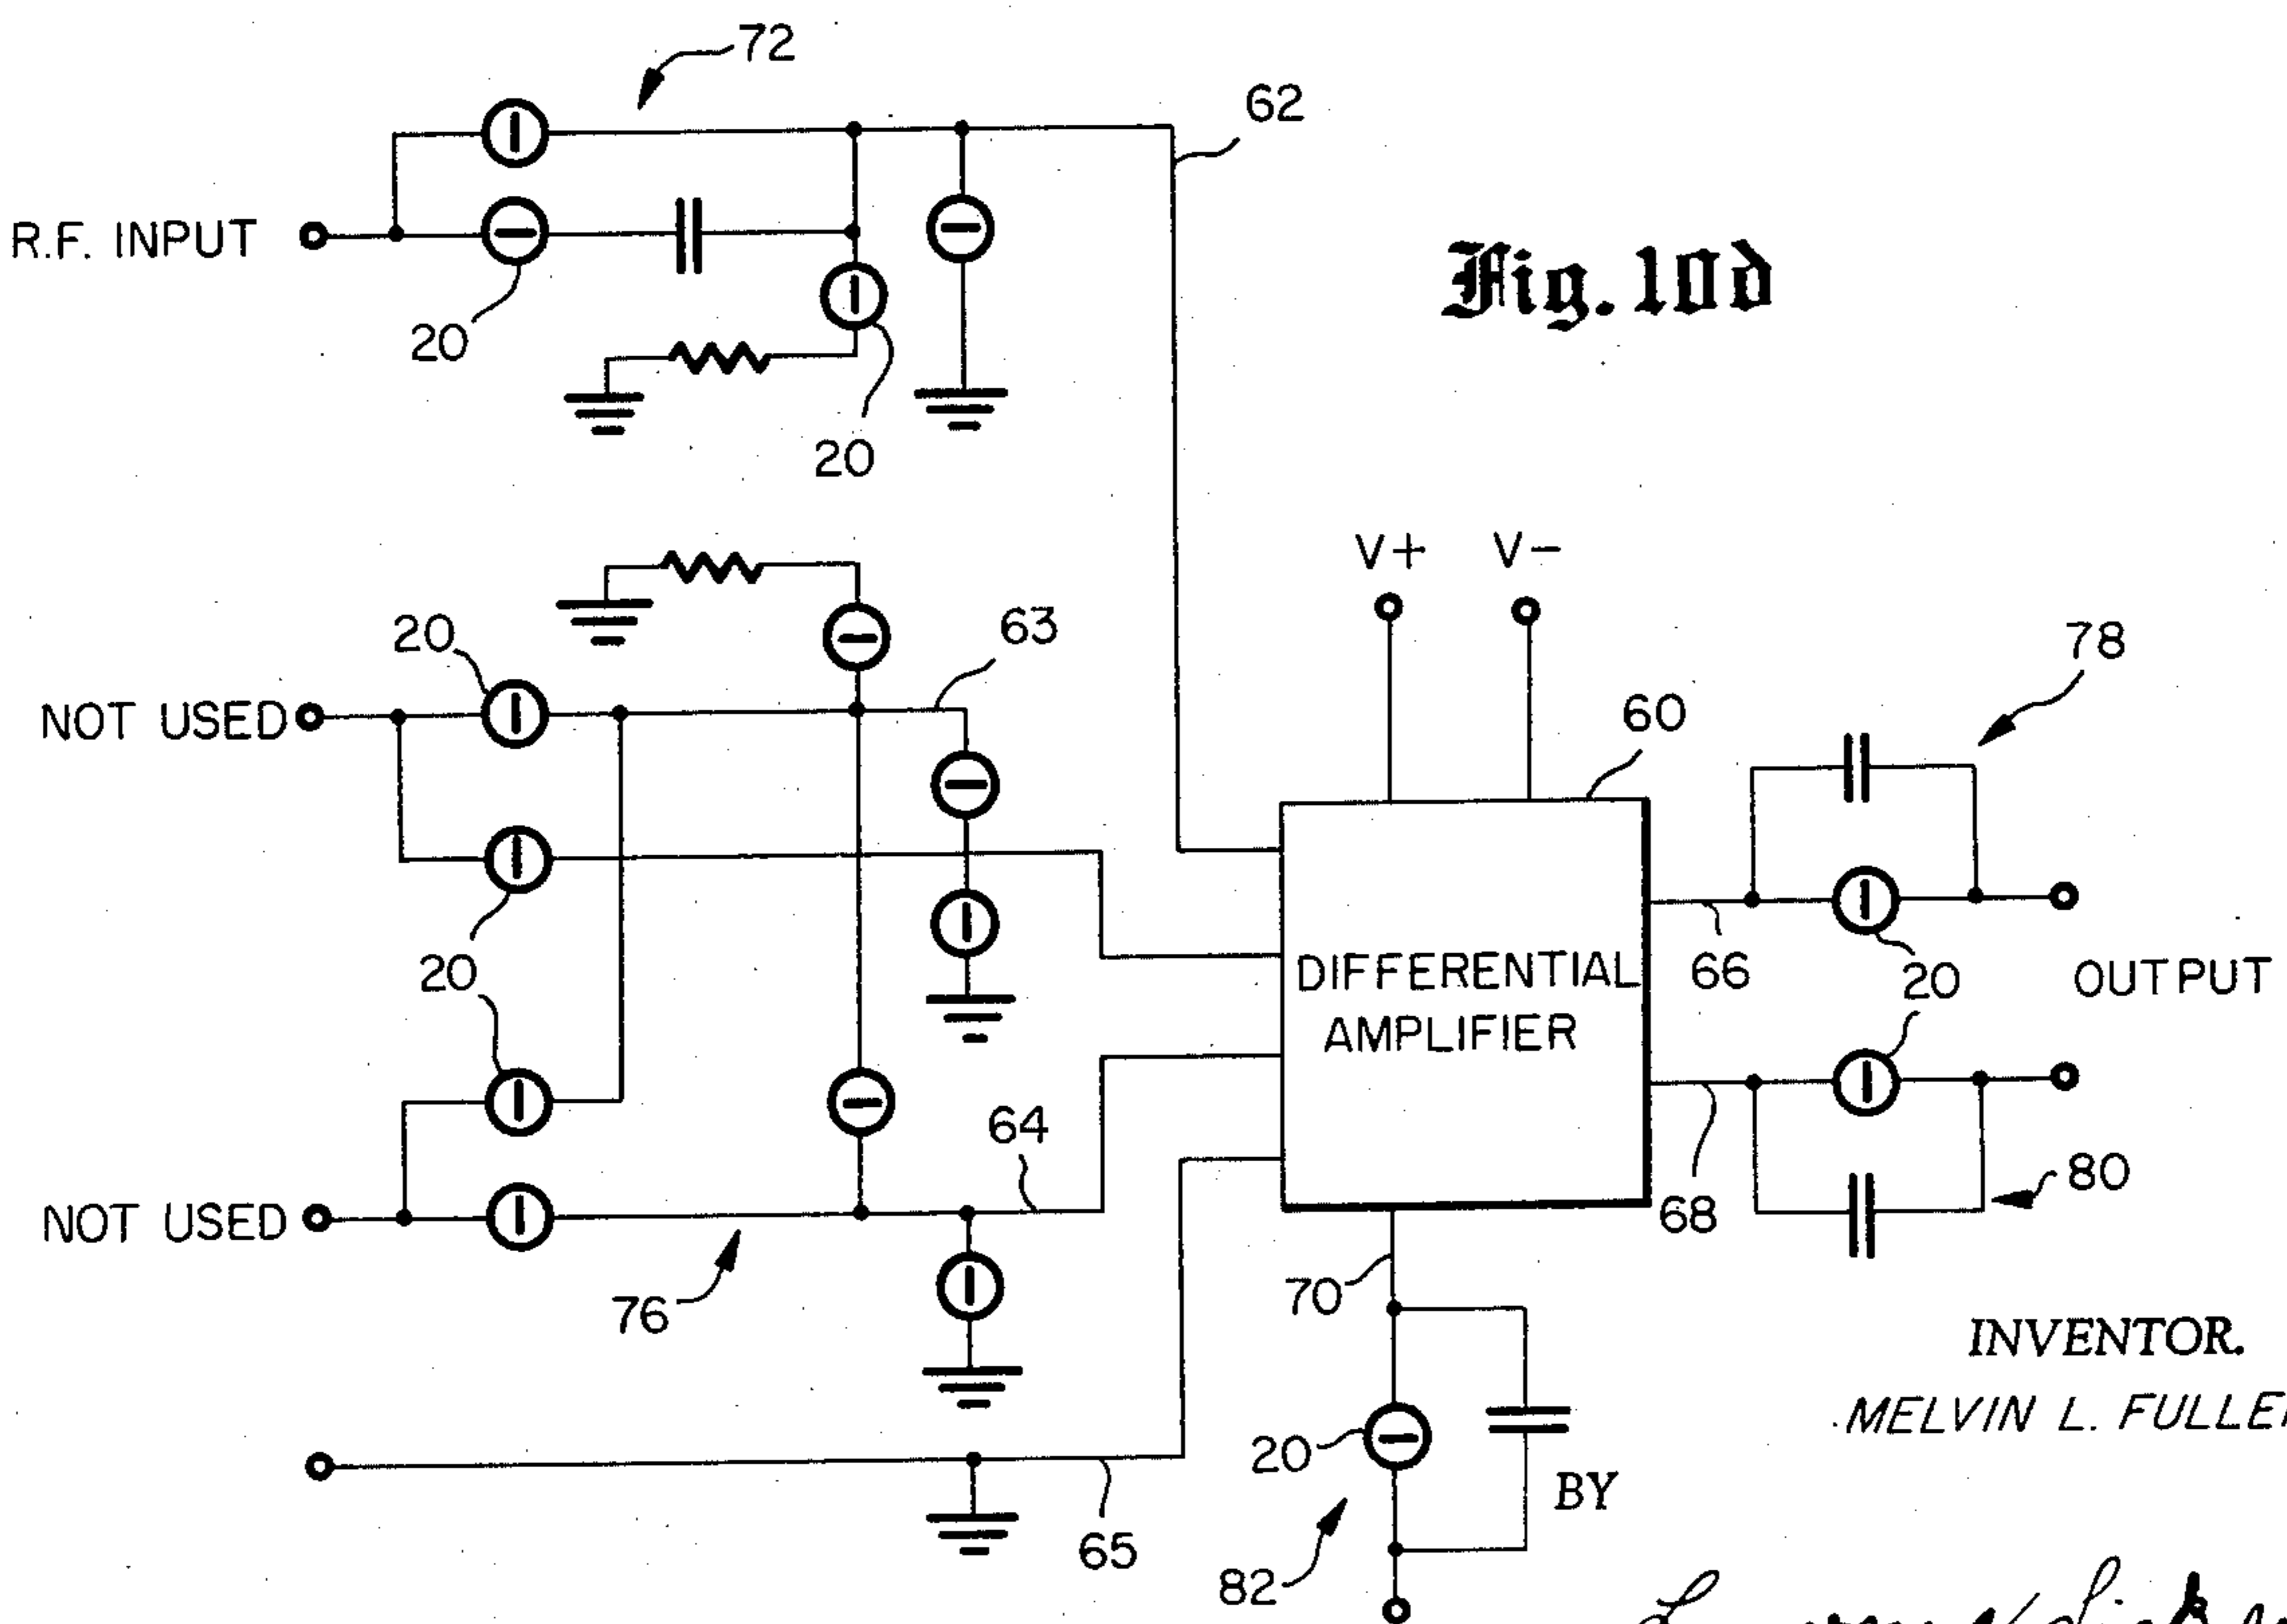 72
62
R.F. INPUT
20
20
Fig. 10d
V+ V-
20
63
78
NOT USED
60
20
DIFFERENTIAL
AMPLIFIER
66
20
OUTPUT
64
80
NOT USED
68
76
70
INVENTOR.
MELVIN L. FULLE
20
BY
65
82